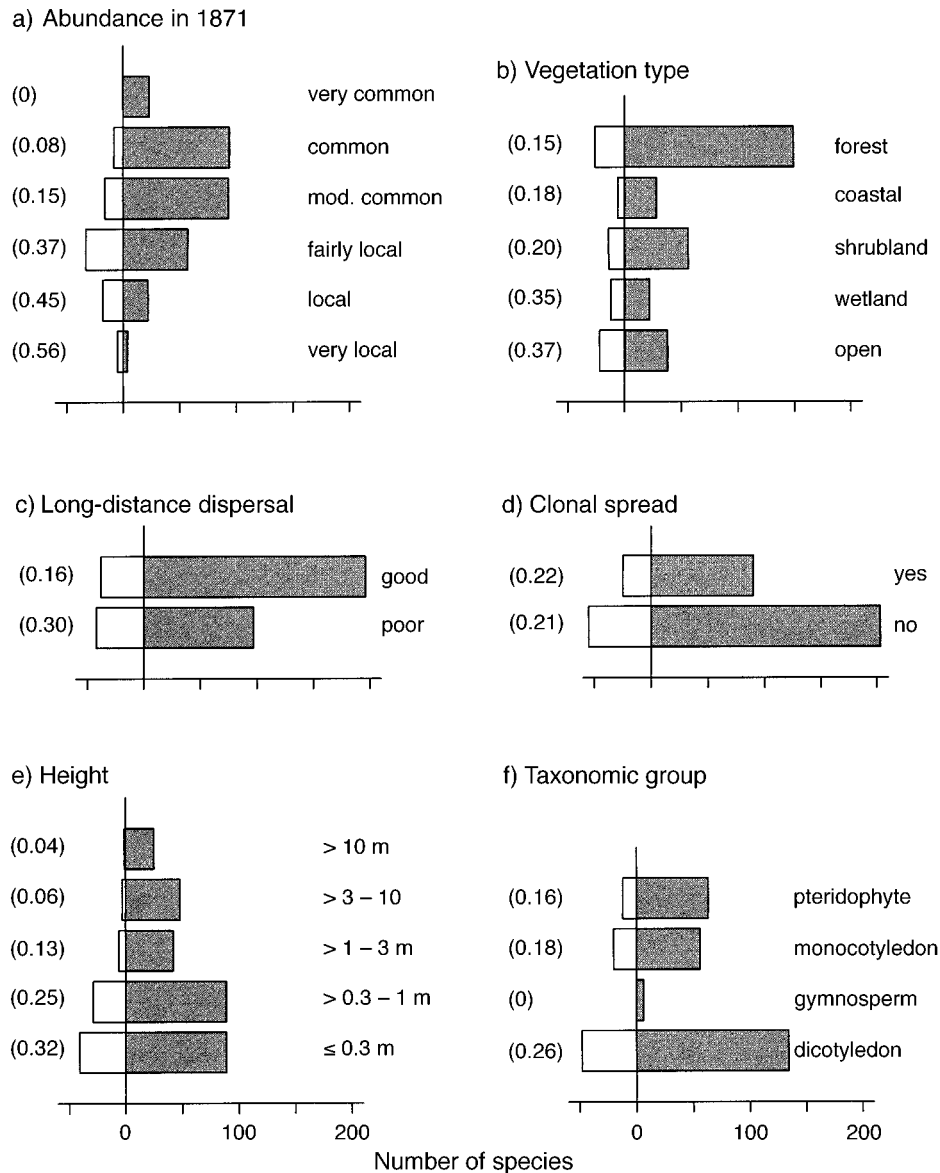 a) Abundance in 1871
(0) very common
(0.08) common
(0.15) mod. common
(0.37) fairly local
(0.45) local
(0.56) very local
b) Vegetation type
(0.15) forest
(0.18) coastal
(0.20) shrubland
(0.35) wetland
(0.37) open
c) Long-distance dispersal
(0.16) good
(0.30) poor
d) Clonal spread
(0.22) yes
(0.21) no
e) Height
(0.04) > 10 m
(0.06) > 3 – 10
(0.13) > 1 – 3 m
(0.25) > 0.3 – 1 m
(0.32) ≤ 0.3 m
0 100 200
f) Taxonomic group
(0.16) pteridophyte
(0.18) monocotyledon
(0) gymnosperm
(0.26) dicotyledon
0 100 200
Number of species